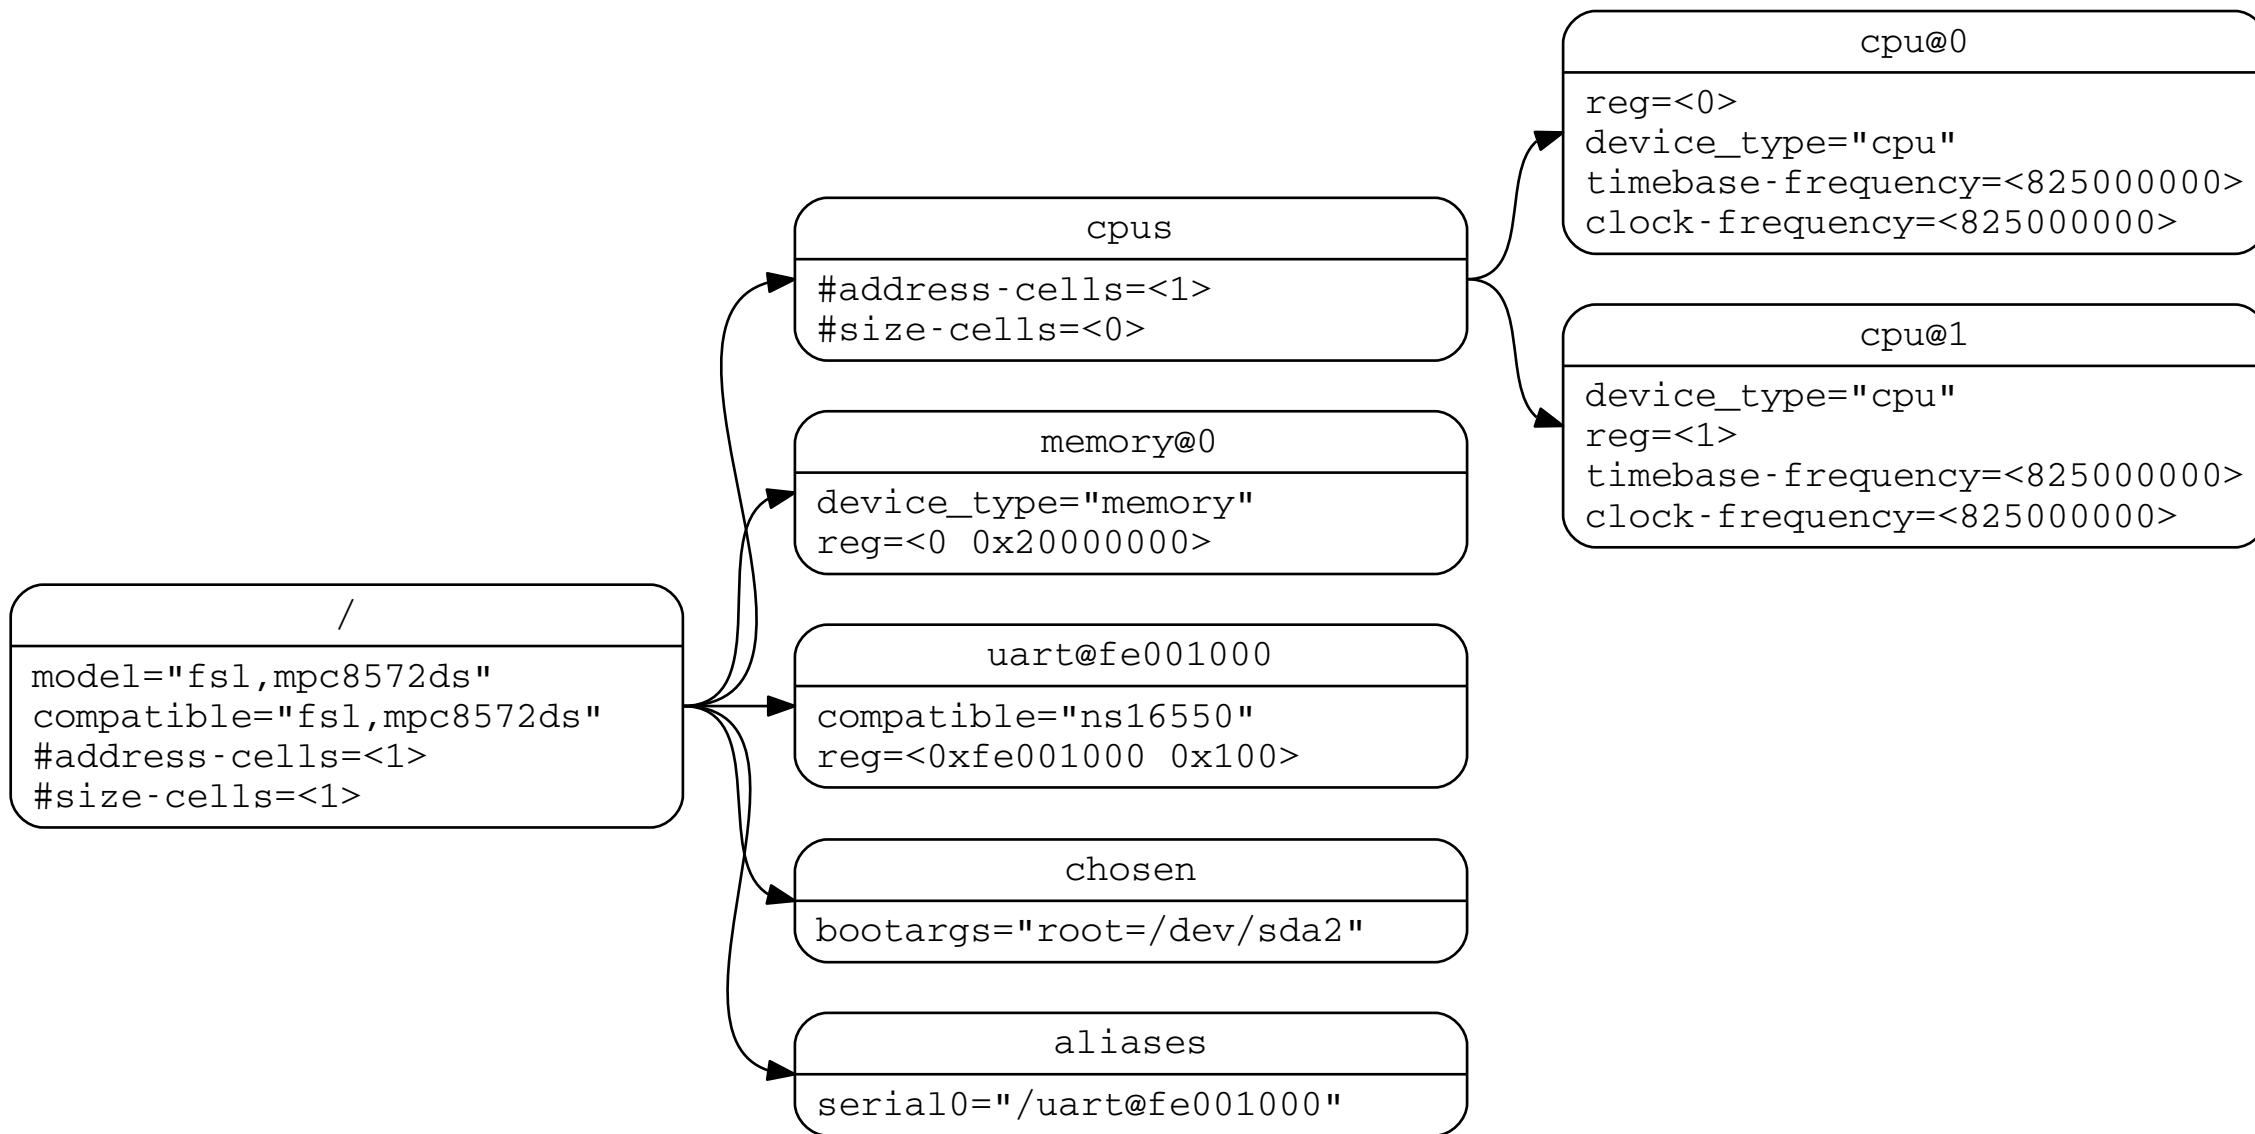 /
model="fsl,mpc8572ds"
compatible="fsl,mpc8572ds"
#address-cells=<1>
#size-cells=<1>
cpus
#address-cells=<1>
#size-cells=<0>
memory@0
device_type="memory"
reg=<0 0x20000000>
uart@fe001000
compatible="ns16550"
reg=<0xfe001000 0x100>
chosen
bootargs="root=/dev/sda2"
aliases
serial0="/uart@fe001000"
cpu@0
reg=<0>
device_type="cpu"
timebase-frequency=<825000000>
clock-frequency=<825000000>
cpu@1
device_type="cpu"
reg=<1>
timebase-frequency=<825000000>
clock-frequency=<825000000>